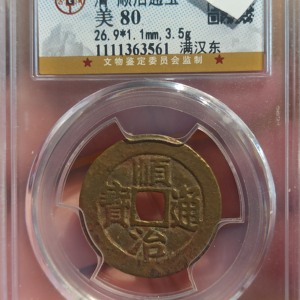 清 顺治通宝
美 80
26.9*1.1mm, 3.5g
1111363561 满汉东
★ 文物鉴定委员会监制 ★
順
寶 通
治